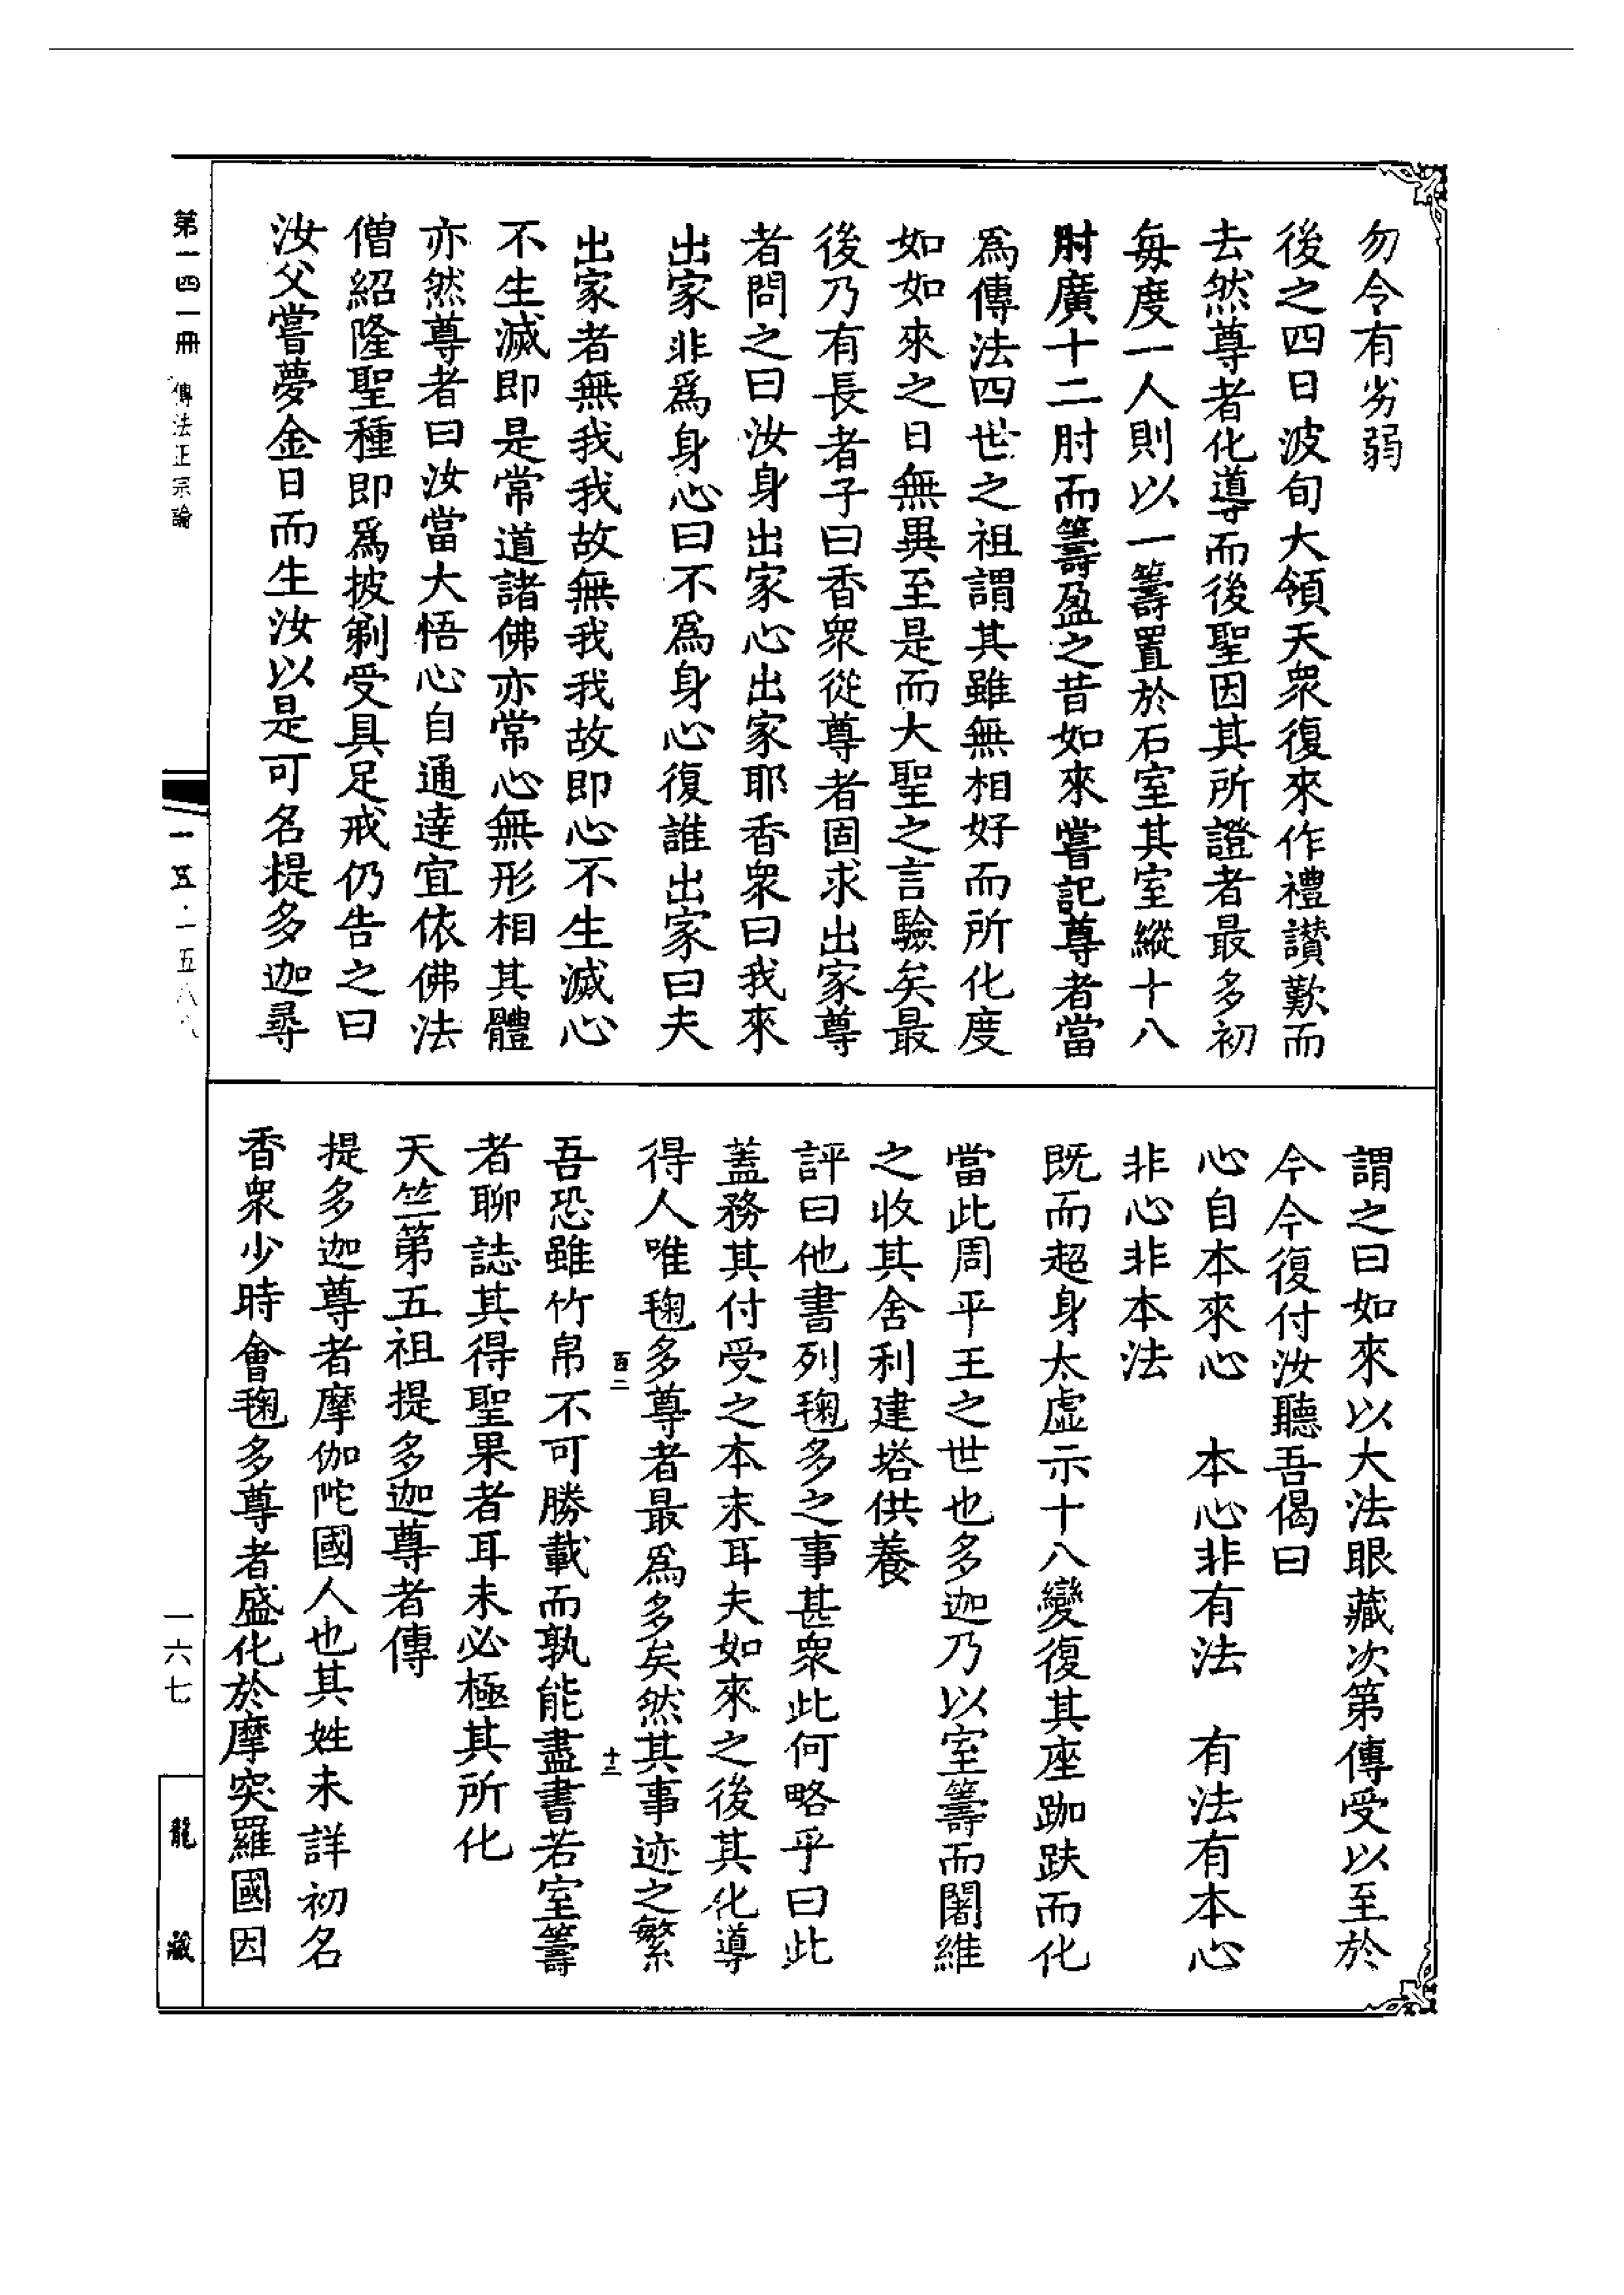 勿令有劣弱
後之四日波旬大領天衆復來作禮讃歎而
去然尊者化導而後聖因其所證者最多初
每度一人則以一籌置於石室其室縱十八
肘廣十二肘而籌盈之昔如來嘗記尊者當
爲傳法四世之祖謂其雖無相好而所化度
如如來之日無異至是而大聖之言驗矣最
後乃有長者子曰香衆從尊者固求出家尊
者問之曰汝身出家心出家耶香衆曰我來
出家非爲身心曰不爲身心復誰出家曰夫
出家者無我我故無我我故即心不生滅心
不生滅即是常道諸佛亦常心無形相其體
亦然尊者曰汝當大悟心自通達宜依佛法
僧紹隆聖種即爲披剃受具足戒仍告之曰
汝父嘗夢金日而生汝以是可名提多迦尋
謂之曰如來以大法眼藏次第傳受以至於
今今復付汝聽吾偈曰
心自本來心　本心非有法　有法有本心
非心非本法
既而超身太虛示十八變復其座跏趺而化
當此周平王之世也多迦乃以室籌而闍維
之收其舍利建塔供養
評曰他書列毱多之事甚衆此何略乎曰此
蓋務其付受之本末耳夫如來之後其化導
得人唯毱多尊者最爲多矣然其事迹之繁
百二
十三
吾恐雖竹帛不可勝載而孰能盡書若室籌
者聊誌其得聖果者耳未必極其所化
天竺第五祖提多迦尊者傳
提多迦尊者摩伽陀國人也其姓未詳初名
香衆少時會毱多尊者盛化於摩突羅國因
第一四一冊　傳法正宗論
一五·一五八
一六七
龍藏